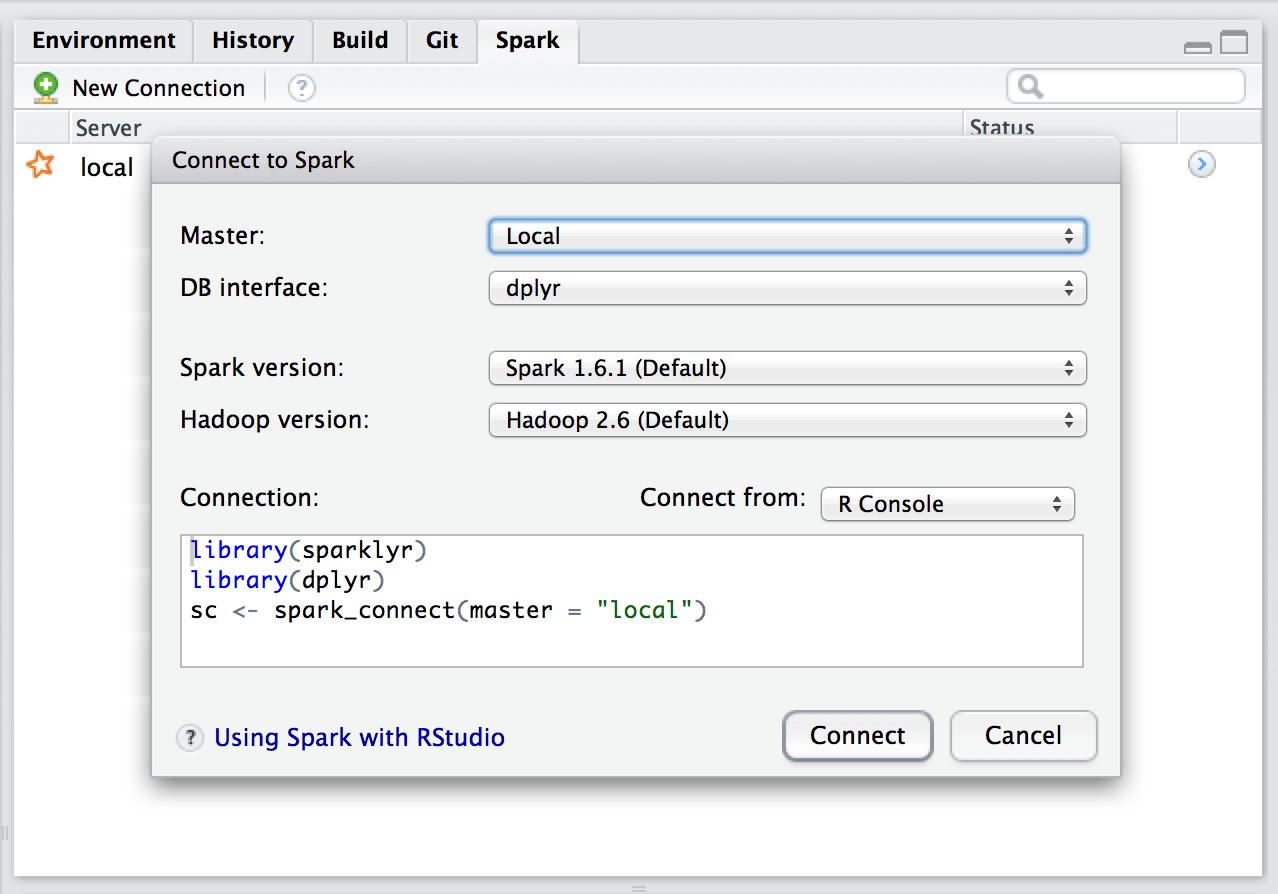 Environment History Build Git Spark
New Connection ?
Server Status
local
Connect to Spark
Master: Local
DB interface: dplyr
Spark version: Spark 1.6.1 (Default)
Hadoop version: Hadoop 2.6 (Default)
Connection: Connect from: R Console
library(sparklyr)
library(dplyr)
sc <- spark_connect(master = "local")
? Using Spark with RStudio Connect Cancel